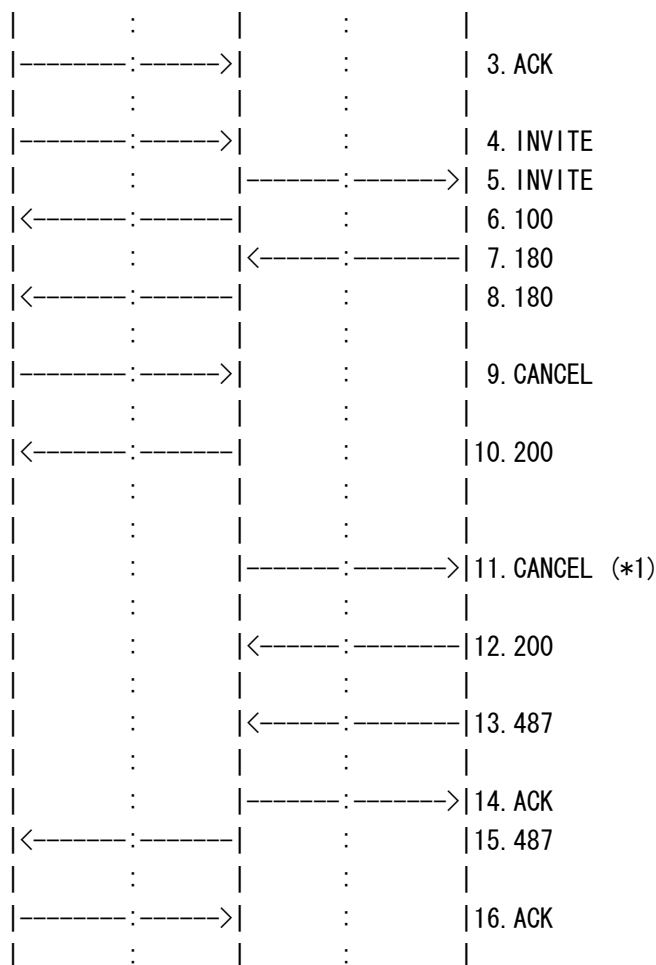 3. ACK
4. INVITE
5. INVITE
6. 100
7. 180
8. 180
9. CANCEL
10. 200
11. CANCEL (*1)
12. 200
13. 487
14. ACK
15. 487
16. ACK